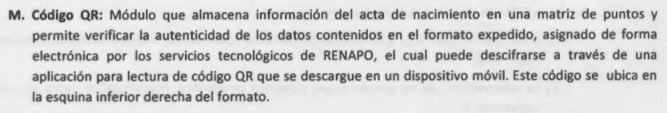 M. Código QR: Módulo que almacena información del acta de nacimiento en una matriz de puntos y
permite verificar la autenticidad de los datos contenidos en el formato expedido, asignado de forma
electrónica por los servicios tecnológicos de RENAPO, el cual puede descifrarse a través de una
aplicación para lectura de código QR que se descargue en un dispositivo móvil. Este código se ubica en
la esquina inferior derecha del formato.